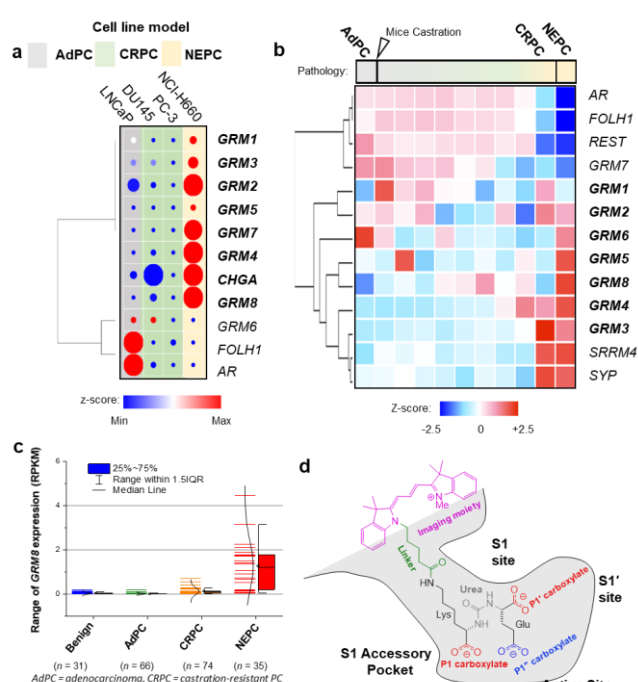 Cell line model
a
AdPC CRPC NEPC
LNCaP
DU145
PC-3
NCI-H660
GRM1
GRM3
GRM2
GRM5
GRM7
GRM4
CHGA
GRM8
GRM6
FOLH1
AR
z-score:
Min Max
b
AdPC
Mice Castration
CRPC
NEPC
Pathology:
AR
FOLH1
REST
GRM7
GRM1
GRM2
GRM6
GRM5
GRM8
GRM4
GRM3
SRRM4
SYP
Z-score:
-2.5 0 +2.5
c
Range of GRM8 expression (RPKM)
6
4
2
0
25%~75%
Range within 1.5IQR
Median Line
Benign
AdPC
CRPC
NEPC
(n = 31) (n = 66) (n = 74) (n = 35)
AdPC = adenocarcinoma, CRPC = castration-resistant PC
d
N
N
⊕
Me
Imaging moiety
Linker
O
HN
Lys
Urea
HN
NH
O
Glu
P1 carboxylate
P1' carboxylate
P1'' carboxylate
S1
site
S1'
site
S1 Accessory
Pocket